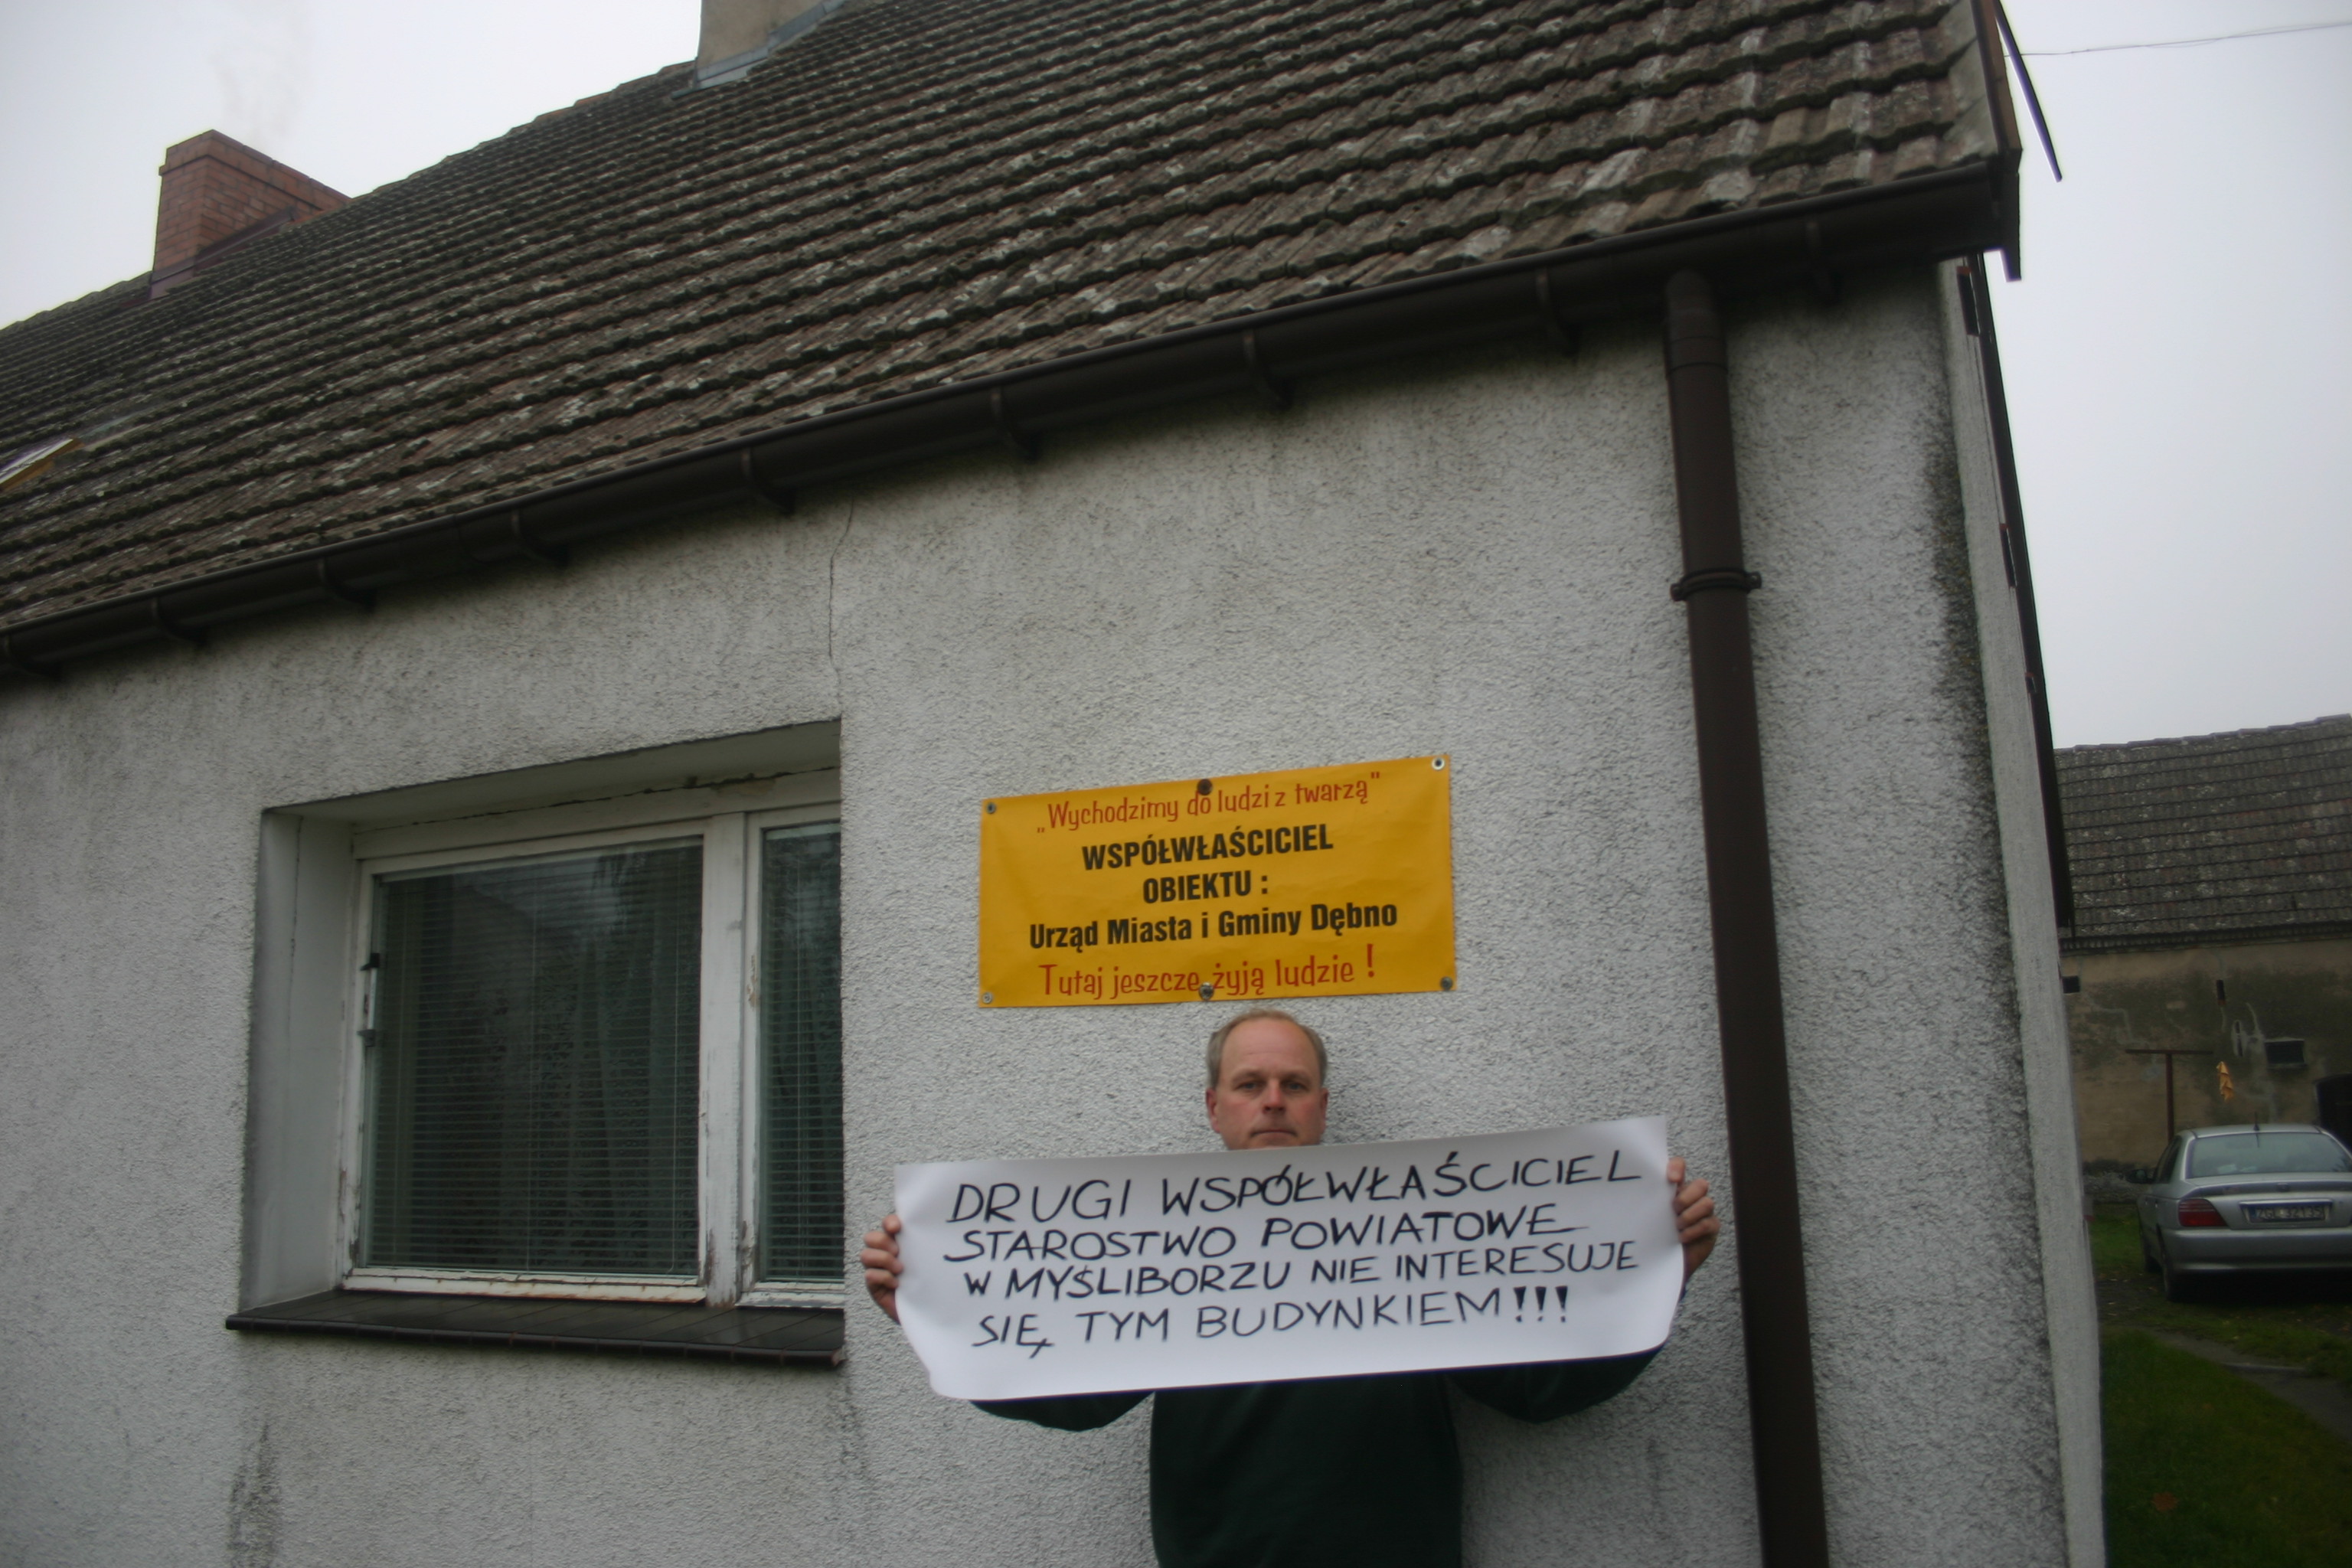 „Wychodzimy do ludzi z twarzą"
WSPÓŁWŁAŚCICIEL
OBIEKTU :
Urząd Miasta i Gminy Dębno
Tutaj jeszcze żyją ludzie !
DRUGI WSPÓŁWŁAŚCICIEL
STAROSTWO POWIATOWE
W MYŚLIBORZU NIE INTERESUJE
SIĘ TYM BUDYNKIEM!!!